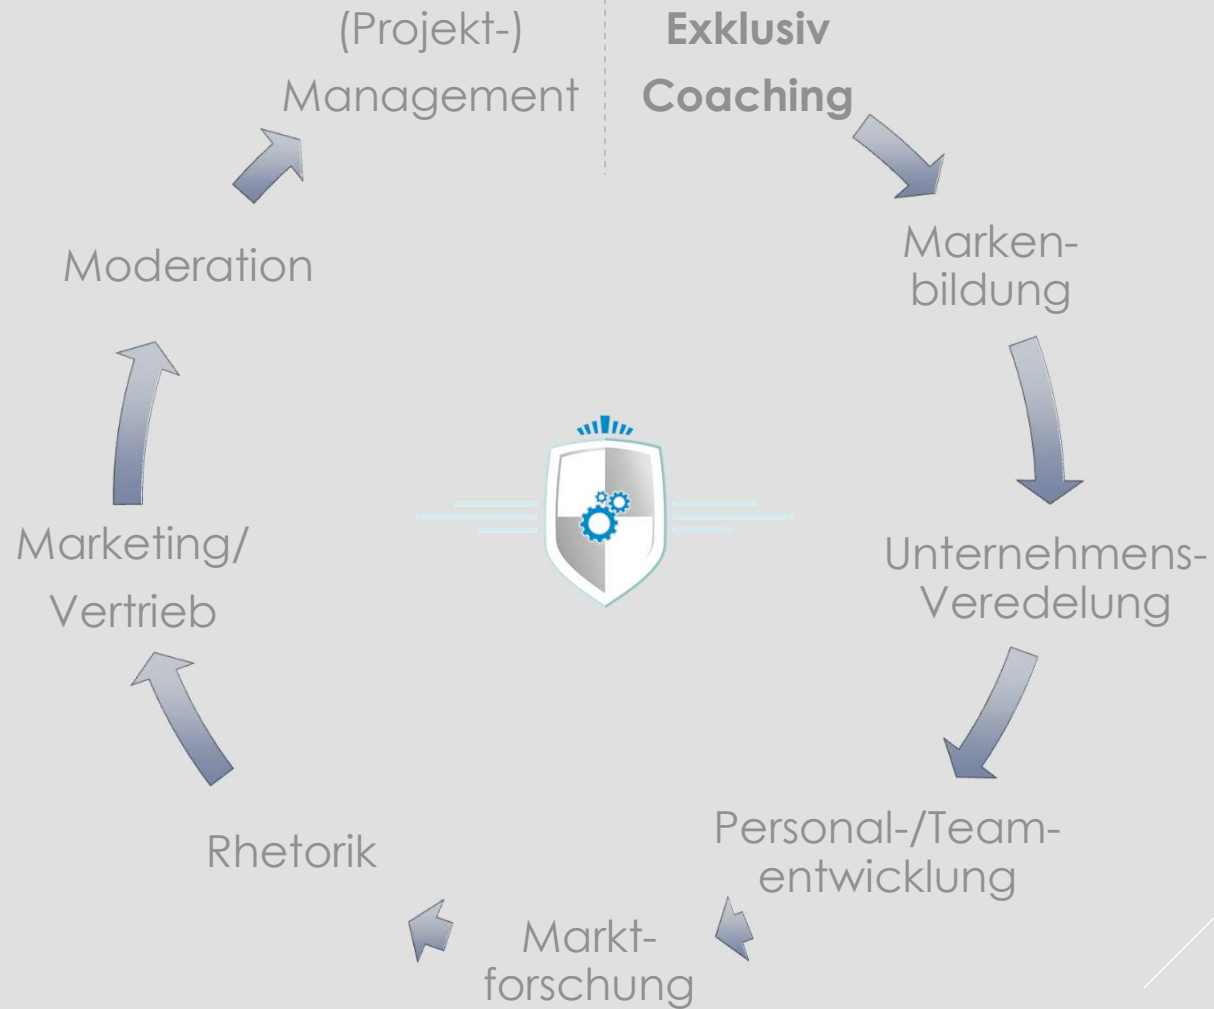 (Projekt-)
Management
Exklusiv
Coaching
Marken-
bildung
Unternehmens-
Veredelung
Personal-/Team-
entwicklung
Markt-
forschung
Rhetorik
Marketing/
Vertrieb
Moderation